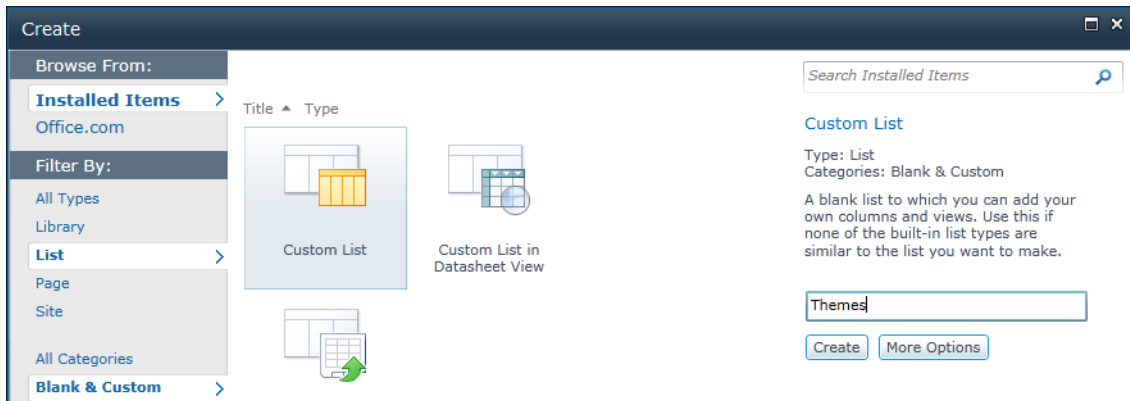 Create
Browse From:
Installed Items
Office.com
Filter By:
All Types
Library
List
Page
Site
All Categories
Blank & Custom
Title Type
Custom List
Custom List in
Datasheet View
Search Installed Items
Custom List
Type: List
Categories: Blank & Custom
A blank list to which you can add your
own columns and views. Use this if
none of the built-in list types are
similar to the list you want to make.
Themes
Create More Options